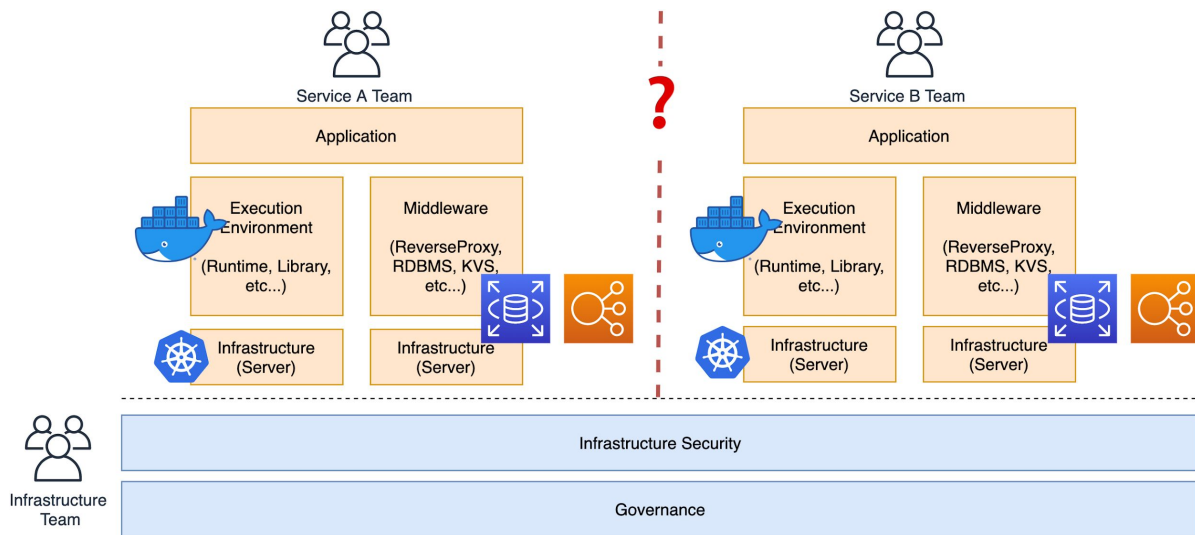 Service A Team
?
Service B Team
Application
Application
Execution
Environment
(Runtime, Library,
etc...)
Middleware
(ReverseProxy,
RDBMS, KVS,
etc...)
Execution
Environment
(Runtime, Library,
etc...)
Middleware
(ReverseProxy,
RDBMS, KVS,
etc...)
Infrastructure
(Server)
Infrastructure
(Server)
Infrastructure
(Server)
Infrastructure
(Server)
Infrastructure
Team
Infrastructure Security
Governance